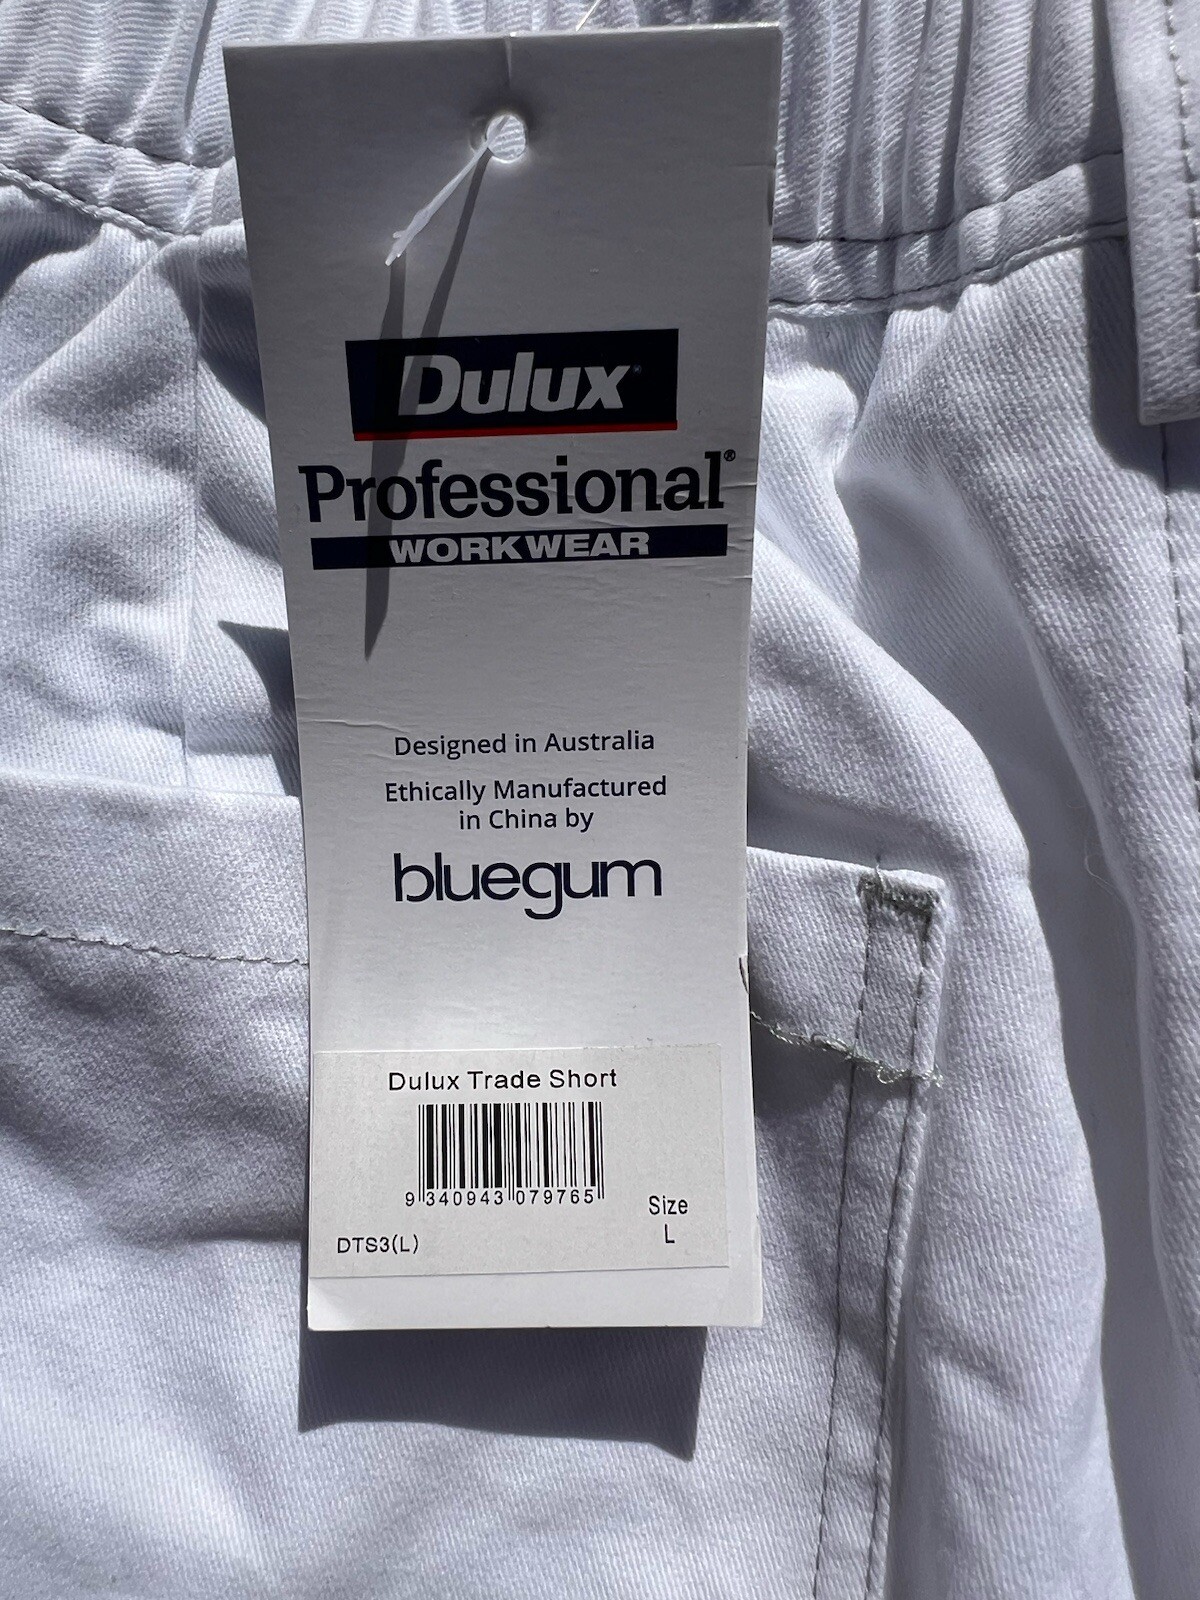 Dulux®
Professional®
WORKWEAR
Designed in Australia
Ethically Manufactured
in China by
bluegum
Dulux Trade Short
9 340943 079765
Size
L
DTS3(L)